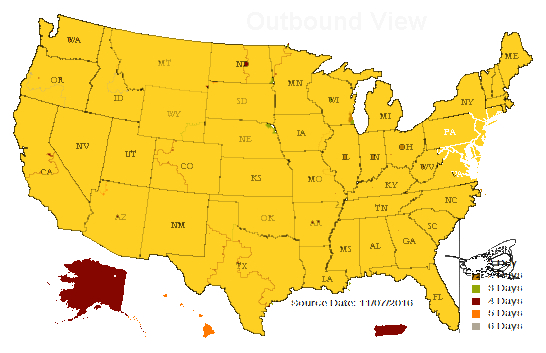 Outbound View
WA
ME
MT
ND
MN
OR
ID
SD
WI
MI
NY
WY
NE
IA
PA
NV
UT
CO
IL
IN
OH
WV
VA
CA
KS
MO
KY
AZ
NM
OK
AR
TN
NC
SC
TX
MS
AL
GA
LA
FL
Days
3 Days
4 Days
5 Days
6 Days
Source Date: 11/07/2016